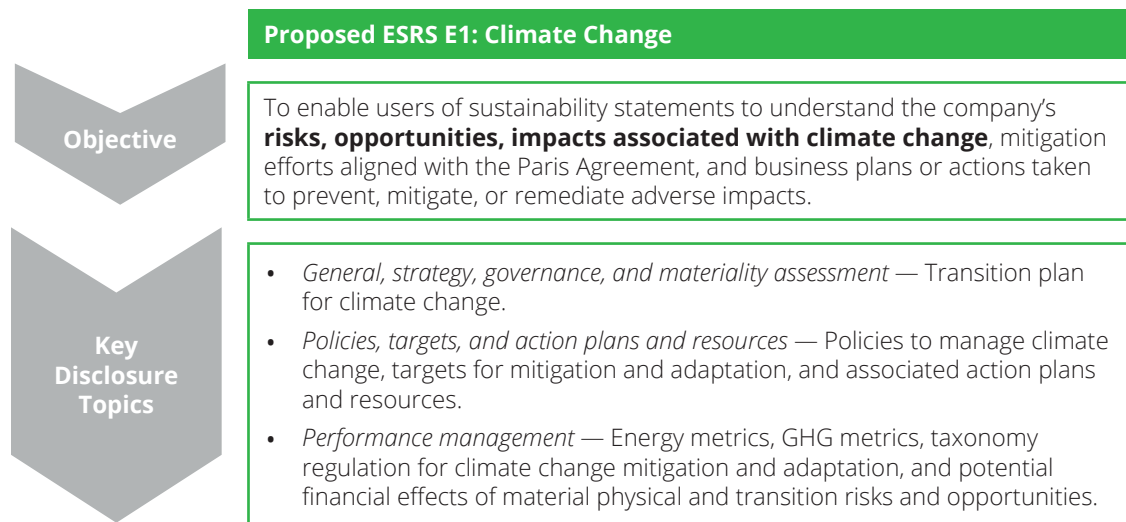 Proposed ESRS E1: Climate Change
Objective
To enable users of sustainability statements to understand the company’s
risks, opportunities, impacts associated with climate change, mitigation
efforts aligned with the Paris Agreement, and business plans or actions taken
to prevent, mitigate, or remediate adverse impacts.
Key
Disclosure
Topics
• General, strategy, governance, and materiality assessment — Transition plan
for climate change.
• Policies, targets, and action plans and resources — Policies to manage climate
change, targets for mitigation and adaptation, and associated action plans
and resources.
• Performance management — Energy metrics, GHG metrics, taxonomy
regulation for climate change mitigation and adaptation, and potential
financial effects of material physical and transition risks and opportunities.